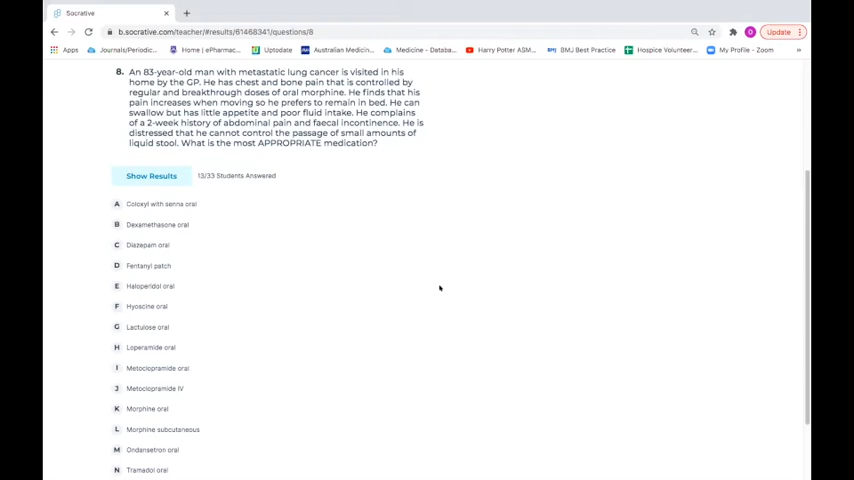 Socrative
b.socrative.com/teacher/#results/61468341/questions/8
Update
Apps
Journals/Periodic...
Home | ePharmac...
Uptodate
Australian Medicin...
Medicine - Databa...
Harry Potter ASM...
BMJ Best Practice
Hospice Volunteer...
My Profile - Zoom
»
8. An 83-year-old man with metastatic lung cancer is visited in his
home by the GP. He has chest and bone pain that is controlled by
regular and breakthrough doses of oral morphine. He finds that his
pain increases when moving so he prefers to remain in bed. He can
swallow but has little appetite and poor fluid intake. He complains
of a 2-week history of abdominal pain and faecal incontinence. He is
distressed that he cannot control the passage of small amounts of
liquid stool. What is the most APPROPRIATE medication?
Show Results 13/33 Students Answered
A Coloxyl with senna oral
B Dexamethasone oral
C Diazepam oral
D Fentanyl patch
E Haloperidol oral
F Hyoscine oral
G Lactulose oral
H Loperamide oral
I Metoclopramide oral
J Metoclopramide IV
K Morphine oral
L Morphine subcutaneous
M Ondansetron oral
N Tramadol oral